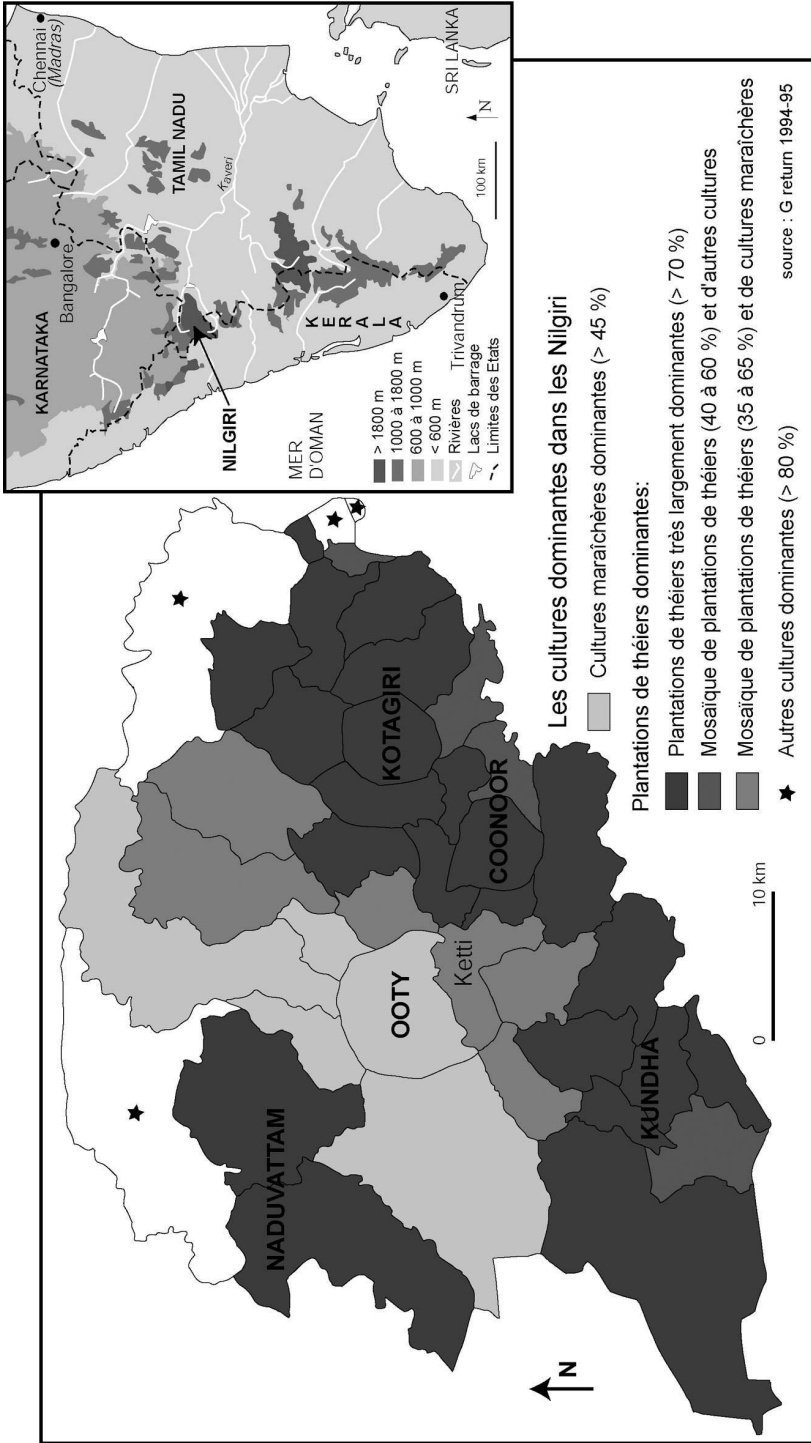 NADUVATTAM
OOTY
Ketti
KOTAGIRI
COONOOR
KUNDHA
N
0 10 km
Les cultures dominantes dans les Nilgiri
Cultures maraîchères dominantes (> 45 %)
Plantations de théiers dominantes:
Plantations de théiers très largement dominantes (> 70 %)
Mosaïque de plantations de théiers (40 à 60 %) et d'autres cultures
Mosaïque de plantations de théiers (35 à 65 %) et de cultures maraîchères
Autres cultures dominantes (> 80 %)
source : G return 1994-95
KARNATAKA
Bangalore
Chennai
(Madras)
TAMIL NADU
Kaveri
NILGIRI
MER
D'OMAN
KERALA
Trivandrum
SRI LANKA
N
100 km
> 1800 m
1000 à 1800 m
600 à 1000 m
< 600 m
Rivières
Lacs de barrage
Limites des Etats